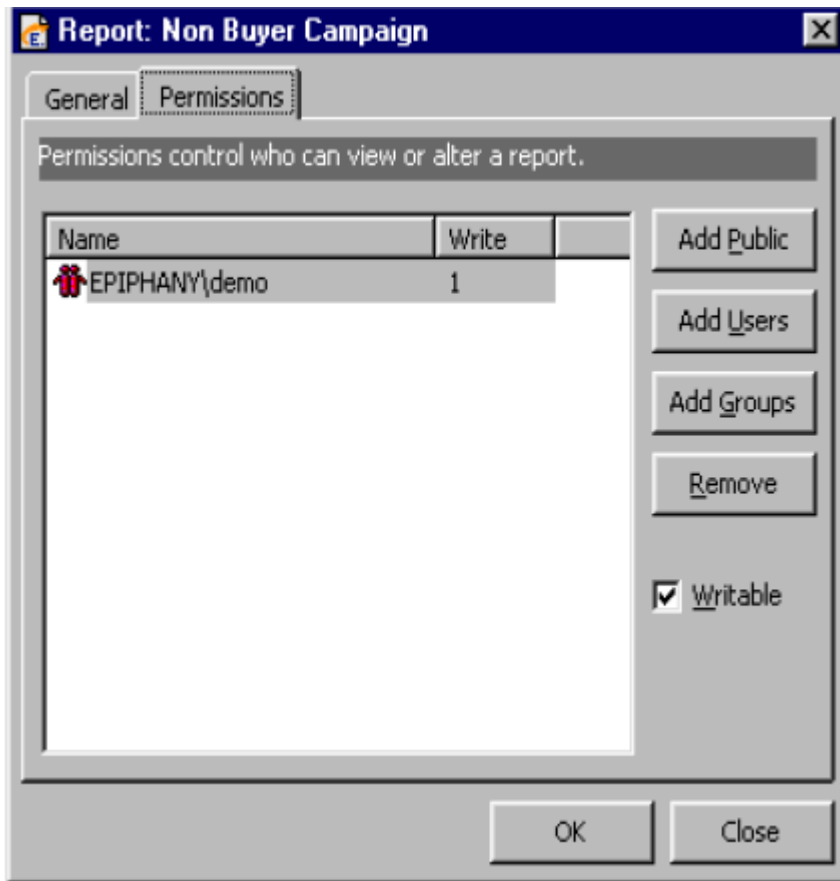 Report: Non Buyer Campaign
General Permissions
Permissions control who can view or alter a report.
Name Write
EPIPHANY\demo 1
Add Public
Add Users
Add Groups
Remove
Writable
OK Close